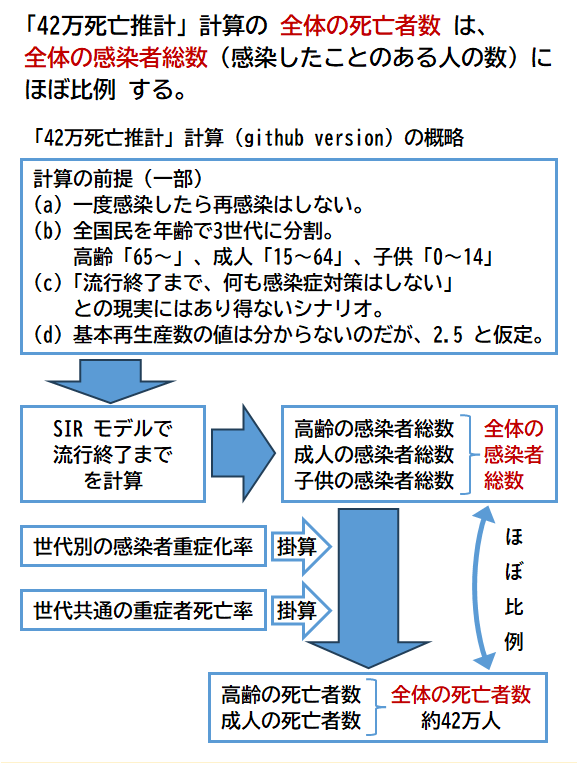 「42万死亡推計」計算の 全体の死亡者数 は、
全体の感染者総数（感染したことのある人の数）に
ほぼ比例 する。
「42万死亡推計」計算（github version）の概略
計算の前提（一部）
（a）一度感染したら再感染はしない。
（b）全国民を年齢で3世代に分割。
高齢「65～」、成人「15～64」、子供「0～14」
（c）「流行終了まで、何も感染症対策はしない」
との現実にはあり得ないシナリオ。
（d）基本再生産数の値は分からないのだが、2.5 と仮定。
SIR モデルで
流行終了まで
を計算
高齢の感染者総数
成人の感染者総数
子供の感染者総数
全体の
感染者
総数
世代別の感染者重症化率
掛算
世代共通の重症者死亡率
掛算
ほぼ比例
高齢の死亡者数
成人の死亡者数
全体の死亡者数
約42万人